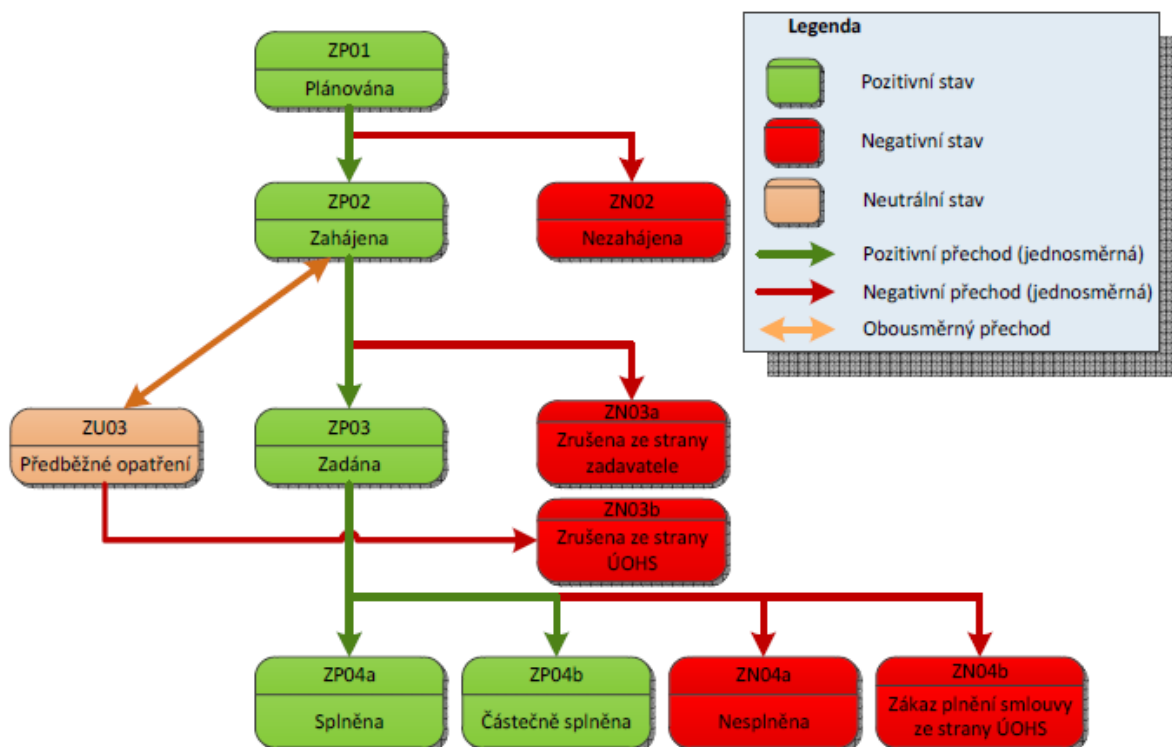 ZP01
Plánována
Legenda
Pozitivní stav
Negativní stav
Neutrální stav
Pozitivní přechod (jednosměrná)
Negativní přechod (jednosměrná)
Obousměrný přechod
ZP02
Zahájena
ZN02
Nezahájena
ZU03
Předběžné opatření
ZP03
Zadána
ZN03a
Zrušena ze strany
zadavatele
ZN03b
Zrušena ze strany
ÚOHS
ZP04a
Splněna
ZP04b
Částečně splněna
ZN04a
Nesplněna
ZN04b
Zákaz plnění smlouvy
ze strany ÚOHS